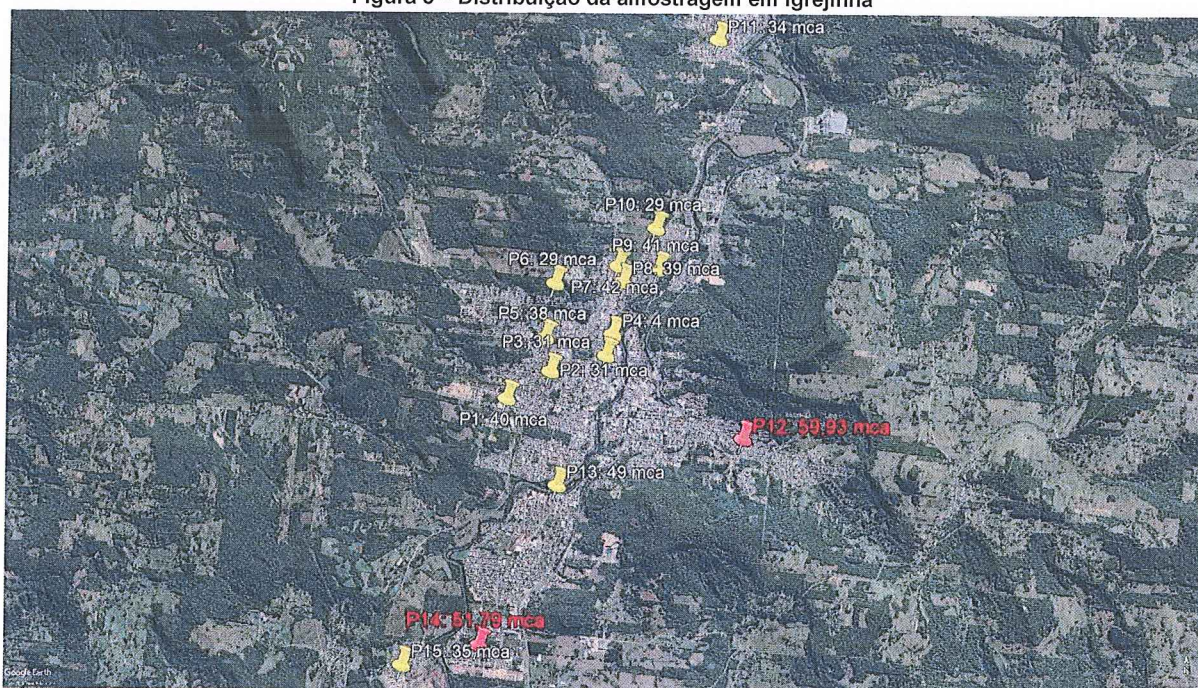 Figura 5 – Distribuição da amostragem em Igrejinha
P11: 34 mca
P10: 29 mca
P9: 41 mca
P6: 29 mca
P8: 39 mca
P7: 42 mca
P5: 38 mca
P4: 4 mca
P3: 31 mca
P2: 31 mca
P1: 40 mca
P12: 59,93 mca
P13: 49 mca
P14: 51,79 mca
P15: 35 mca
Google Earth